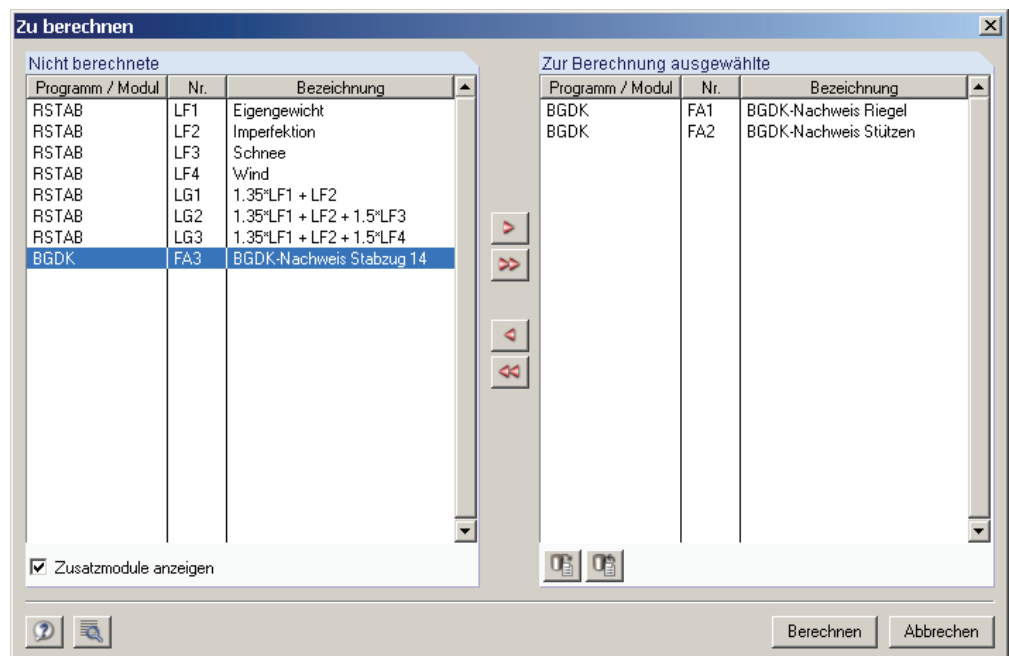 Zu berechnen
Nicht berechnete
Programm / Modul Nr. Bezeichnung
RSTAB LF1 Eigengewicht
RSTAB LF2 Imperfektion
RSTAB LF3 Schnee
RSTAB LF4 Wind
RSTAB LG1 1.35*LF1 + LF2
RSTAB LG2 1.35*LF1 + LF2 + 1.5*LF3
RSTAB LG3 1.35*LF1 + LF2 + 1.5*LF4
BGDK FA3 BGDK-Nachweis Stabzug 14
Zusatzmodule anzeigen
Zur Berechnung ausgewählte
Programm / Modul Nr. Bezeichnung
BGDK FA1 BGDK-Nachweis Riegel
BGDK FA2 BGDK-Nachweis Stützen
Berechnen
Abbrechen